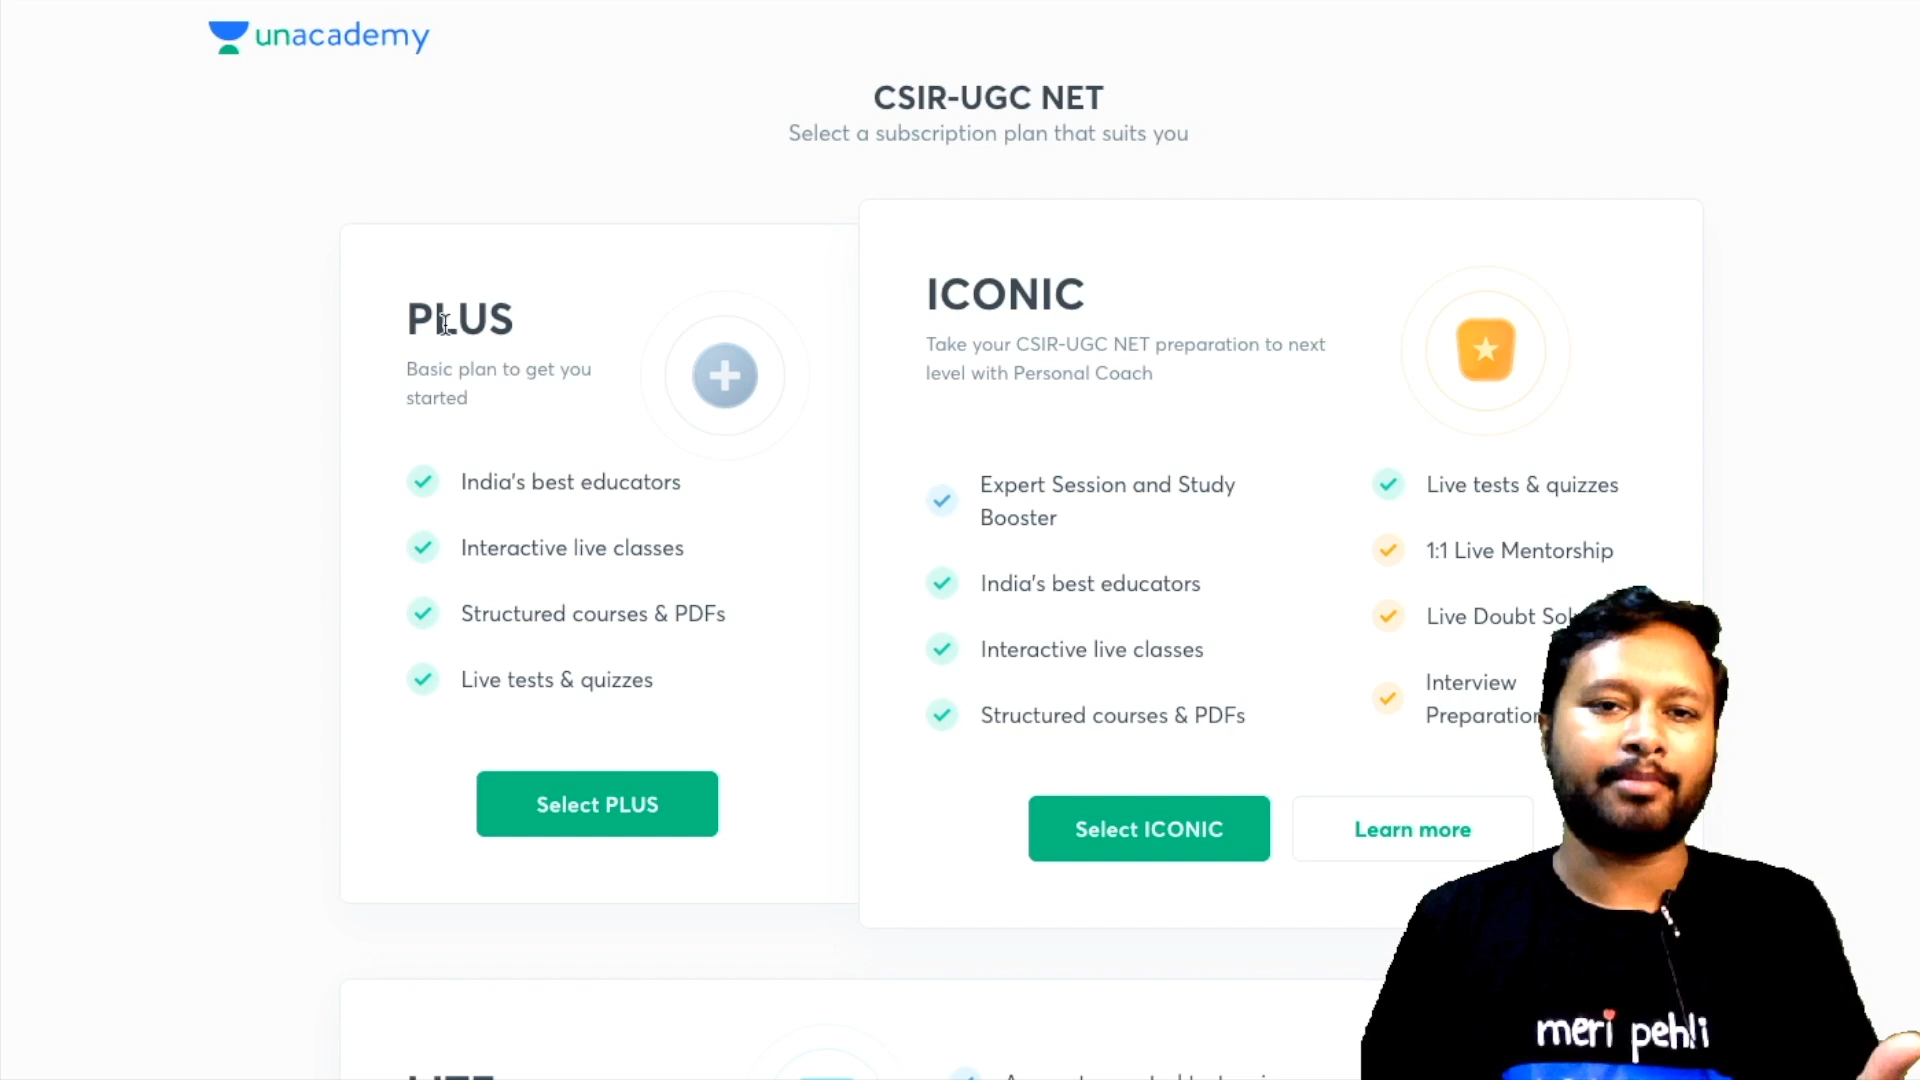 unacademy
CSIR-UGC NET
Select a subscription plan that suits you
PLUS
Basic plan to get you
started
India's best educators
Interactive live classes
Structured courses & PDFs
Live tests & quizzes
Select PLUS
ICONIC
Take your CSIR-UGC NET preparation to next
level with Personal Coach
Expert Session and Study
Booster
India's best educators
Interactive live classes
Structured courses & PDFs
Live tests & quizzes
1:1 Live Mentorship
Live Doubt
Interview
Preparation
Select ICONIC
Learn more
meri pehli